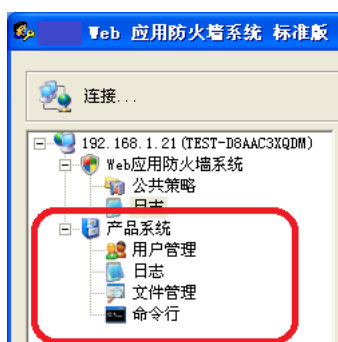 Web 应用防火墙系统 标准版
连接...
192.168.1.21(TEST-D8AAC3XQDM)
Web应用防火墙系统
公共策略
日志
产品系统
用户管理
日志
文件管理
命令行